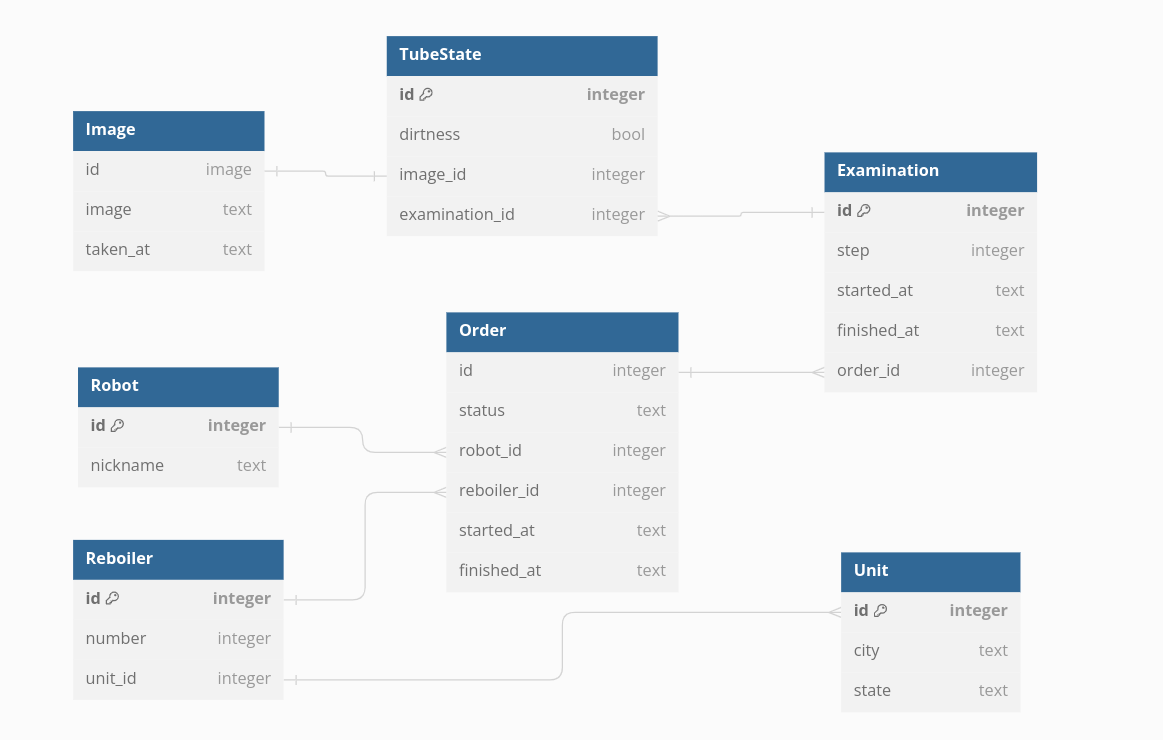 TubeState
id integer
dirtness bool
image_id integer
examination_id integer
Image
id image
image text
taken_at text
Examination
id integer
step integer
started_at text
finished_at text
order_id integer
Order
id integer
status text
robot_id integer
reboiler_id integer
started_at text
finished_at text
Robot
id integer
nickname text
Reboiler
id integer
number integer
unit_id integer
Unit
id integer
city text
state text